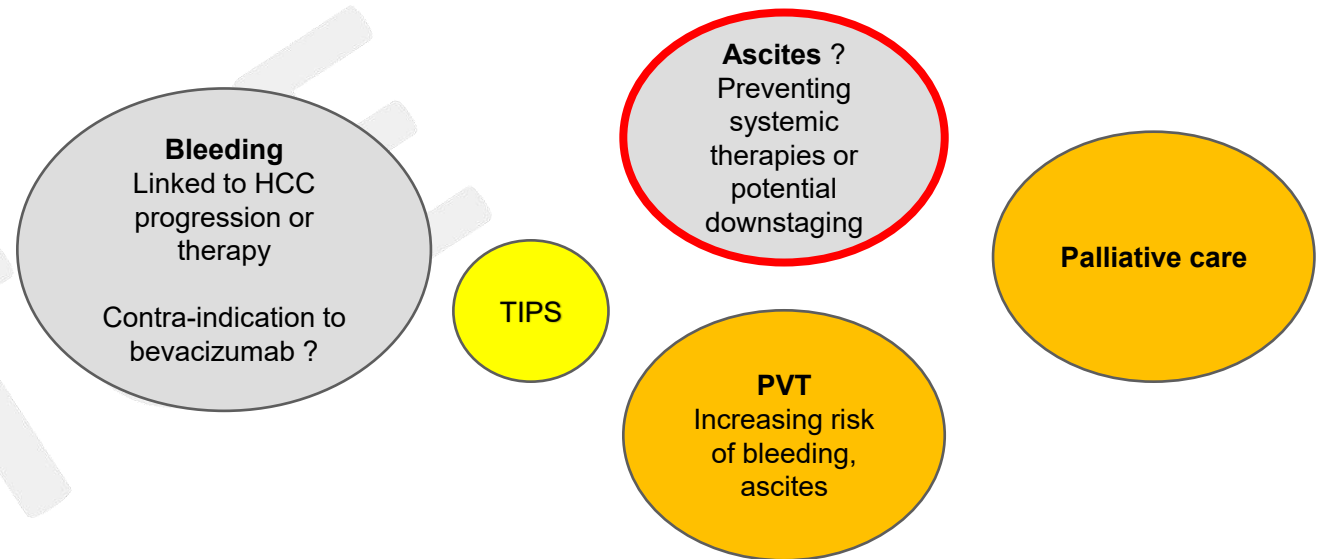 Bleeding
Linked to HCC
progression or
therapy
Contra-indication to
bevacizumab ?
TIPS
Ascites ?
Preventing
systemic
therapies or
potential
downstaging
PVT
Increasing risk
of bleeding,
ascites
Palliative care